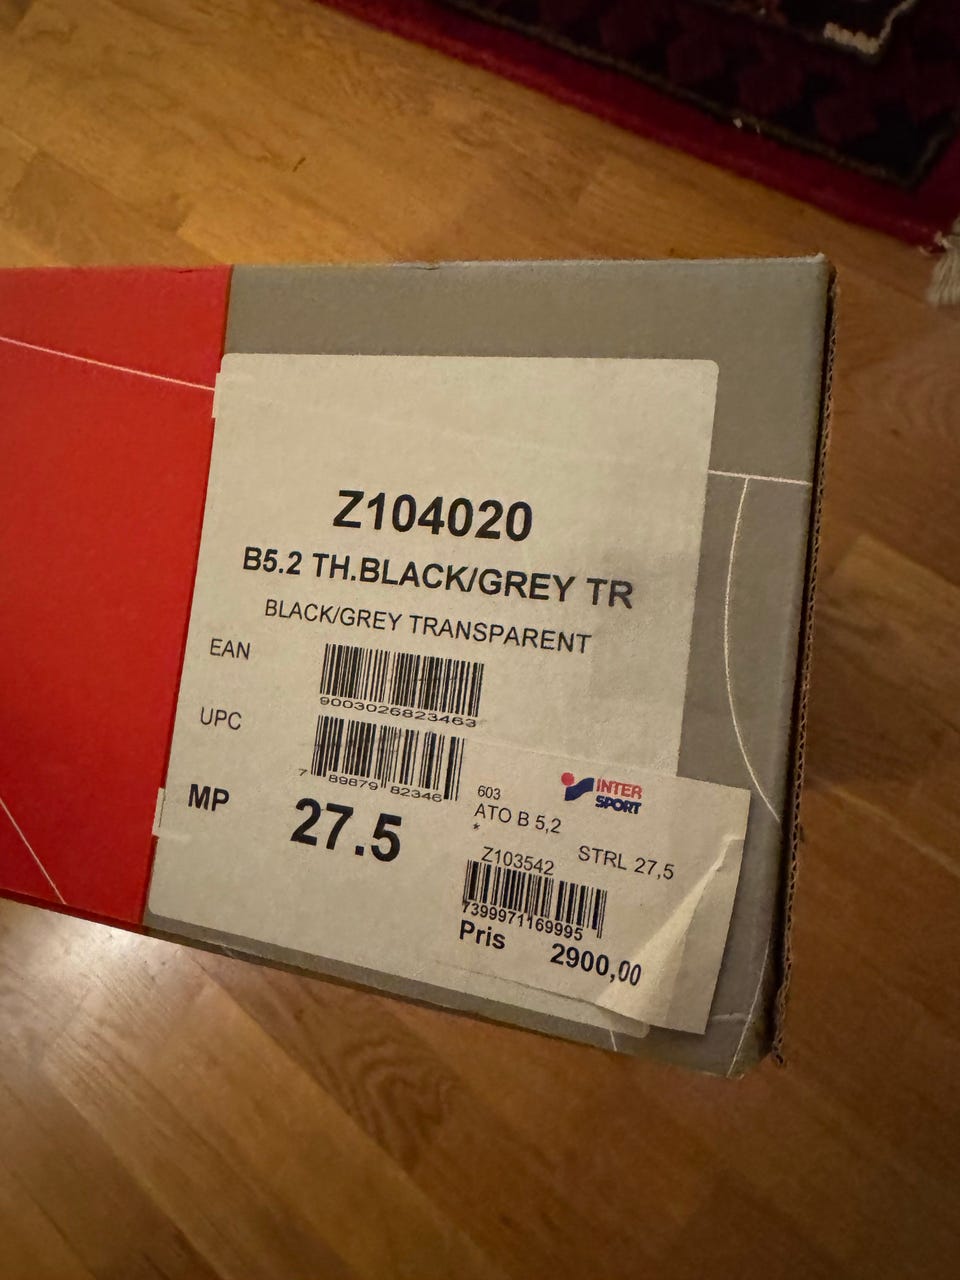 Z104020
B5.2 TH.BLACK/GREY TR
BLACK/GREY TRANSPARENT
EAN
9003026823463
UPC
7 89879 82346
MP
27.5
603
INTER
SPORT
ATO B 5,2
*
STRL 27,5
Z103542
7399971169995
Pris 2900,00